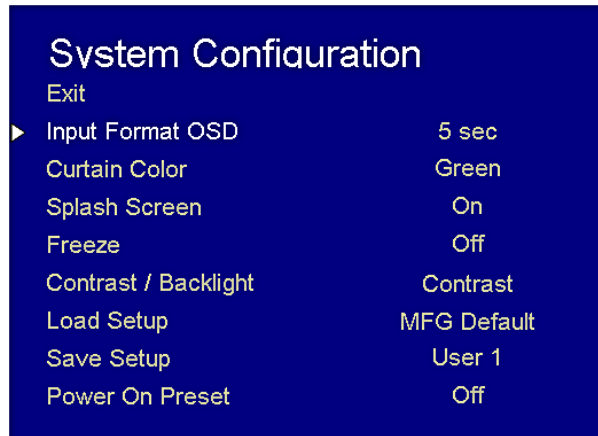 System Configuration
Exit
Input Format OSD 5 sec
Curtain Color Green
Splash Screen On
Freeze Off
Contrast / Backlight Contrast
Load Setup MFG Default
Save Setup User 1
Power On Preset Off